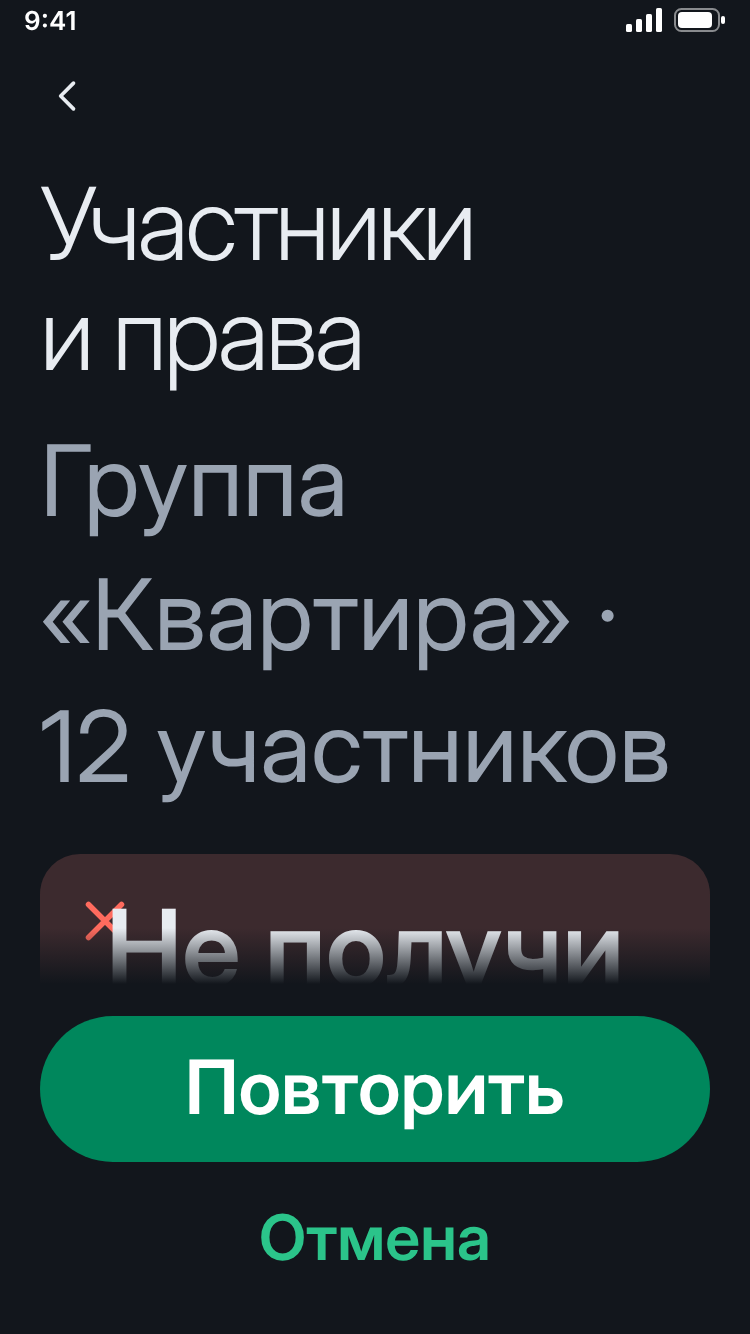 9:41
Участники
и права
Группа
«Квартира» ·
12 участников
Не получи
Повторить
Отмена